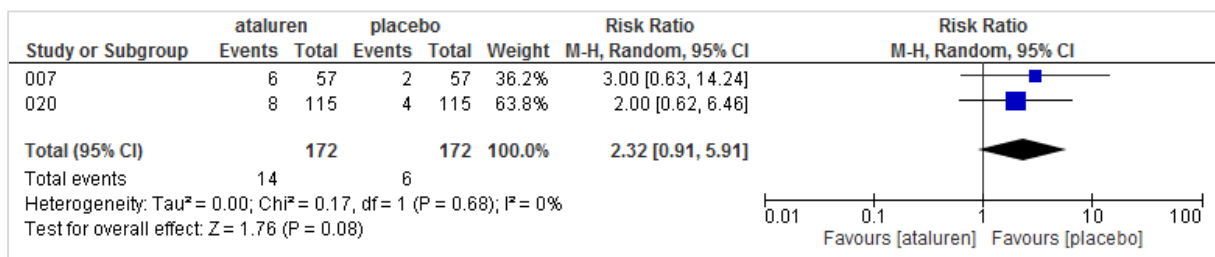 ataluren placebo Risk Ratio Risk Ratio
Study or Subgroup Events Total Events Total Weight M-H, Random, 95% CI M-H, Random, 95% CI
007 6 57 2 57 36.2% 3.00 [0.63, 14.24]
020 8 115 4 115 63.8% 2.00 [0.62, 6.46]
Total (95% CI) 172 172 100.0% 2.32 [0.91, 5.91]
Total events 14 6
Heterogeneity: Tau² = 0.00; Chi² = 0.17, df = 1 (P = 0.68); I² = 0%
Test for overall effect: Z = 1.76 (P = 0.08)
0.01 0.1 1 10 100
Favours [ataluren] Favours [placebo]